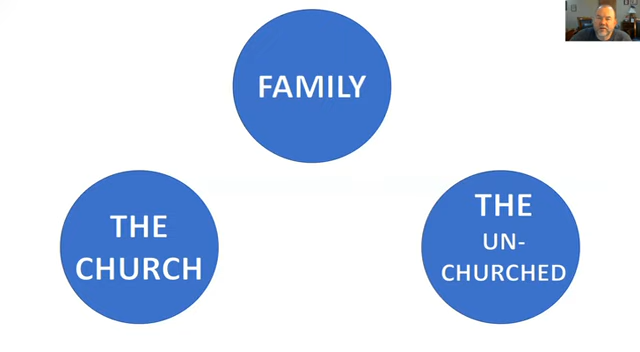 FAMILY
THE
CHURCH
THE
UN-
CHURCHED